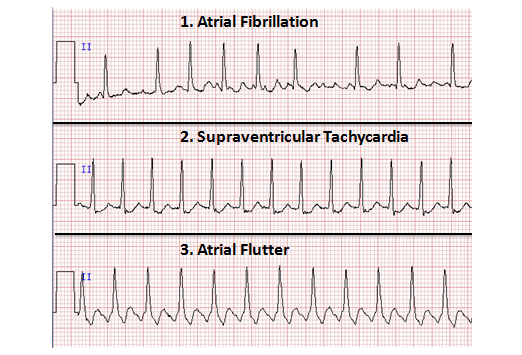 1. Atrial Fibrillation
II
2. Supraventricular Tachycardia
II
3. Atrial Flutter
II